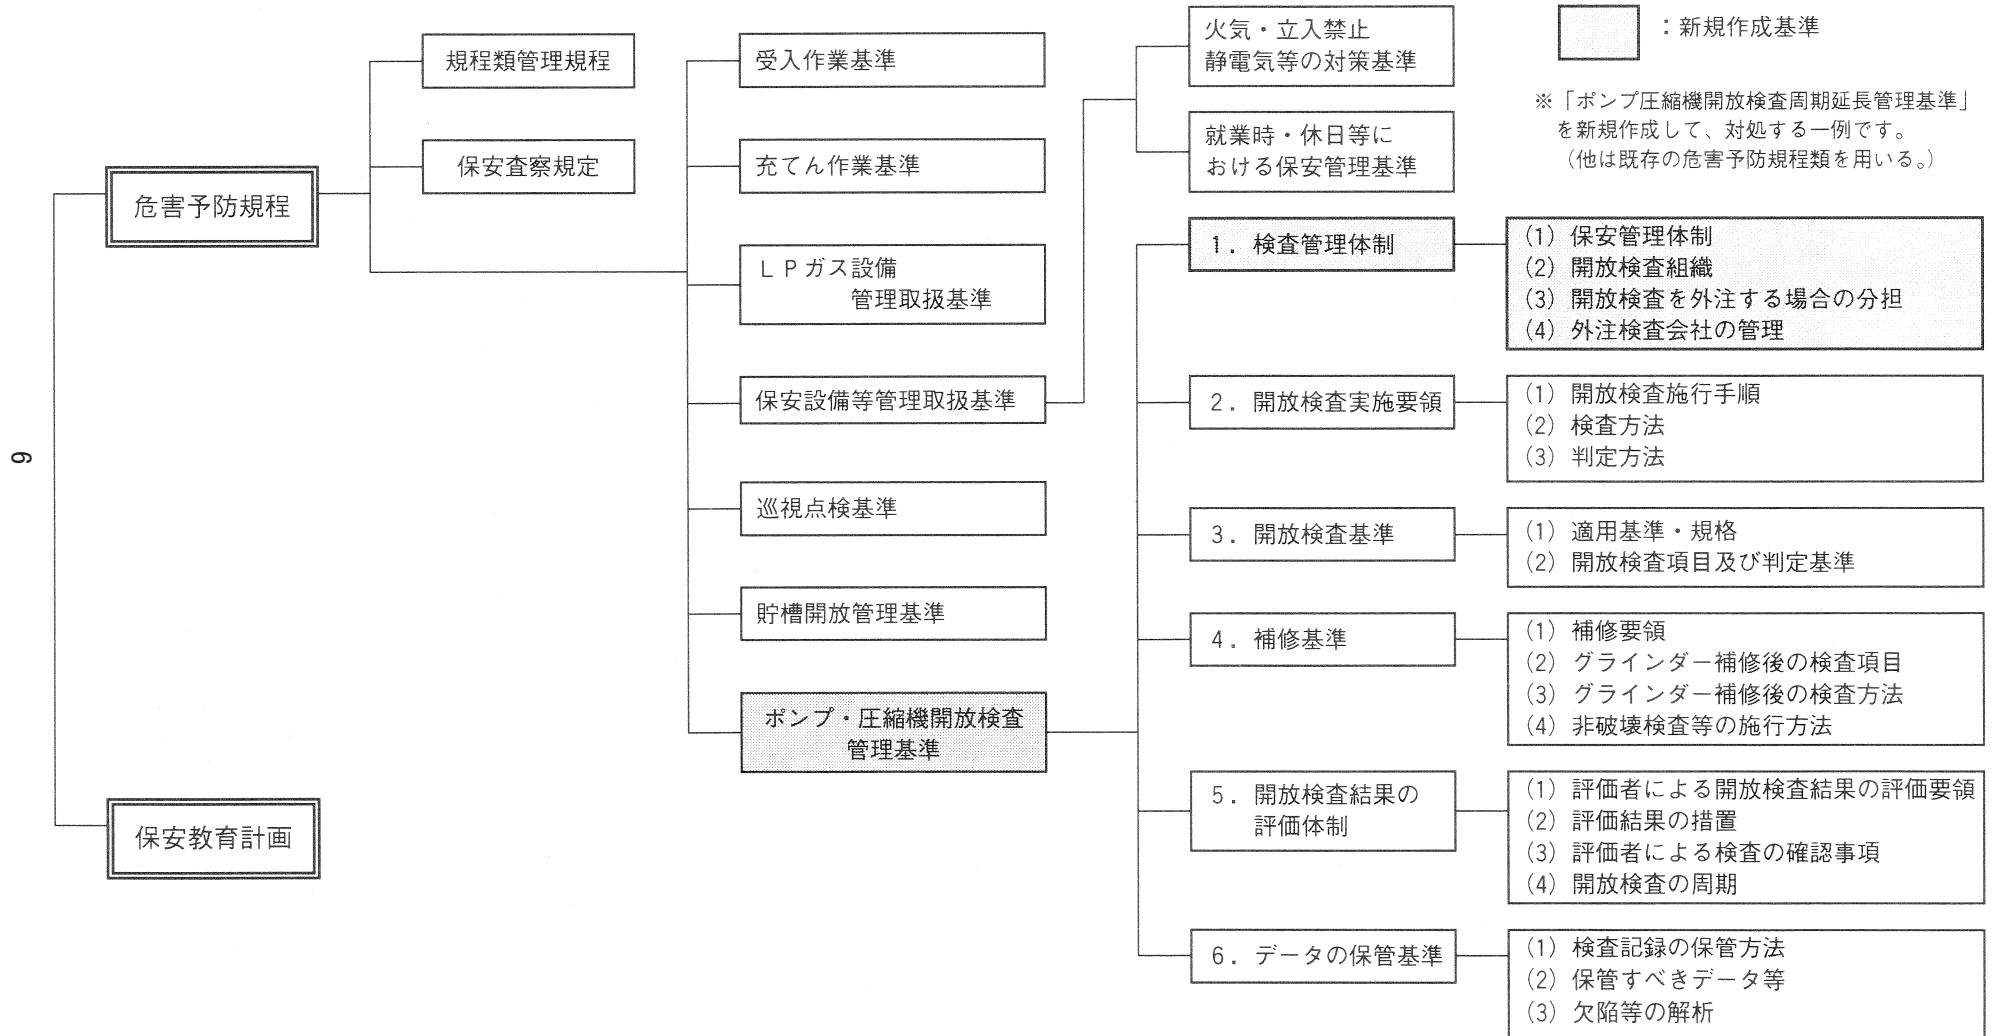 危害予防規程
保安教育計画
規程類管理規程
保安査察規定
受入作業基準
充てん作業基準
LPガス設備
管理取扱基準
保安設備等管理取扱基準
巡視点検基準
貯槽開放管理基準
ポンプ・圧縮機開放検査
管理基準
火気・立入禁止
静電気等の対策基準
就業時・休日等に
おける保安管理基準
1．検査管理体制
(1) 保安管理体制
(2) 開放検査組織
(3) 開放検査を外注する場合の分担
(4) 外注検査会社の管理
2．開放検査実施要領
(1) 開放検査施行手順
(2) 検査方法
(3) 判定方法
3．開放検査基準
(1) 適用基準・規格
(2) 開放検査項目及び判定基準
4．補修基準
(1) 補修要領
(2) グラインダー補修後の検査項目
(3) グラインダー補修後の検査方法
(4) 非破壊検査等の施行方法
5．開放検査結果の
評価体制
(1) 評価者による開放検査結果の評価要領
(2) 評価結果の措置
(3) 評価者による検査の確認事項
(4) 開放検査の周期
6．データの保管基準
(1) 検査記録の保管方法
(2) 保管すべきデータ等
(3) 欠陥等の解析
：新規作成基準
※「ポンプ圧縮機開放検査周期延長管理基準」
を新規作成して、対処する一例です。
（他は既存の危害予防規程類を用いる。）
9